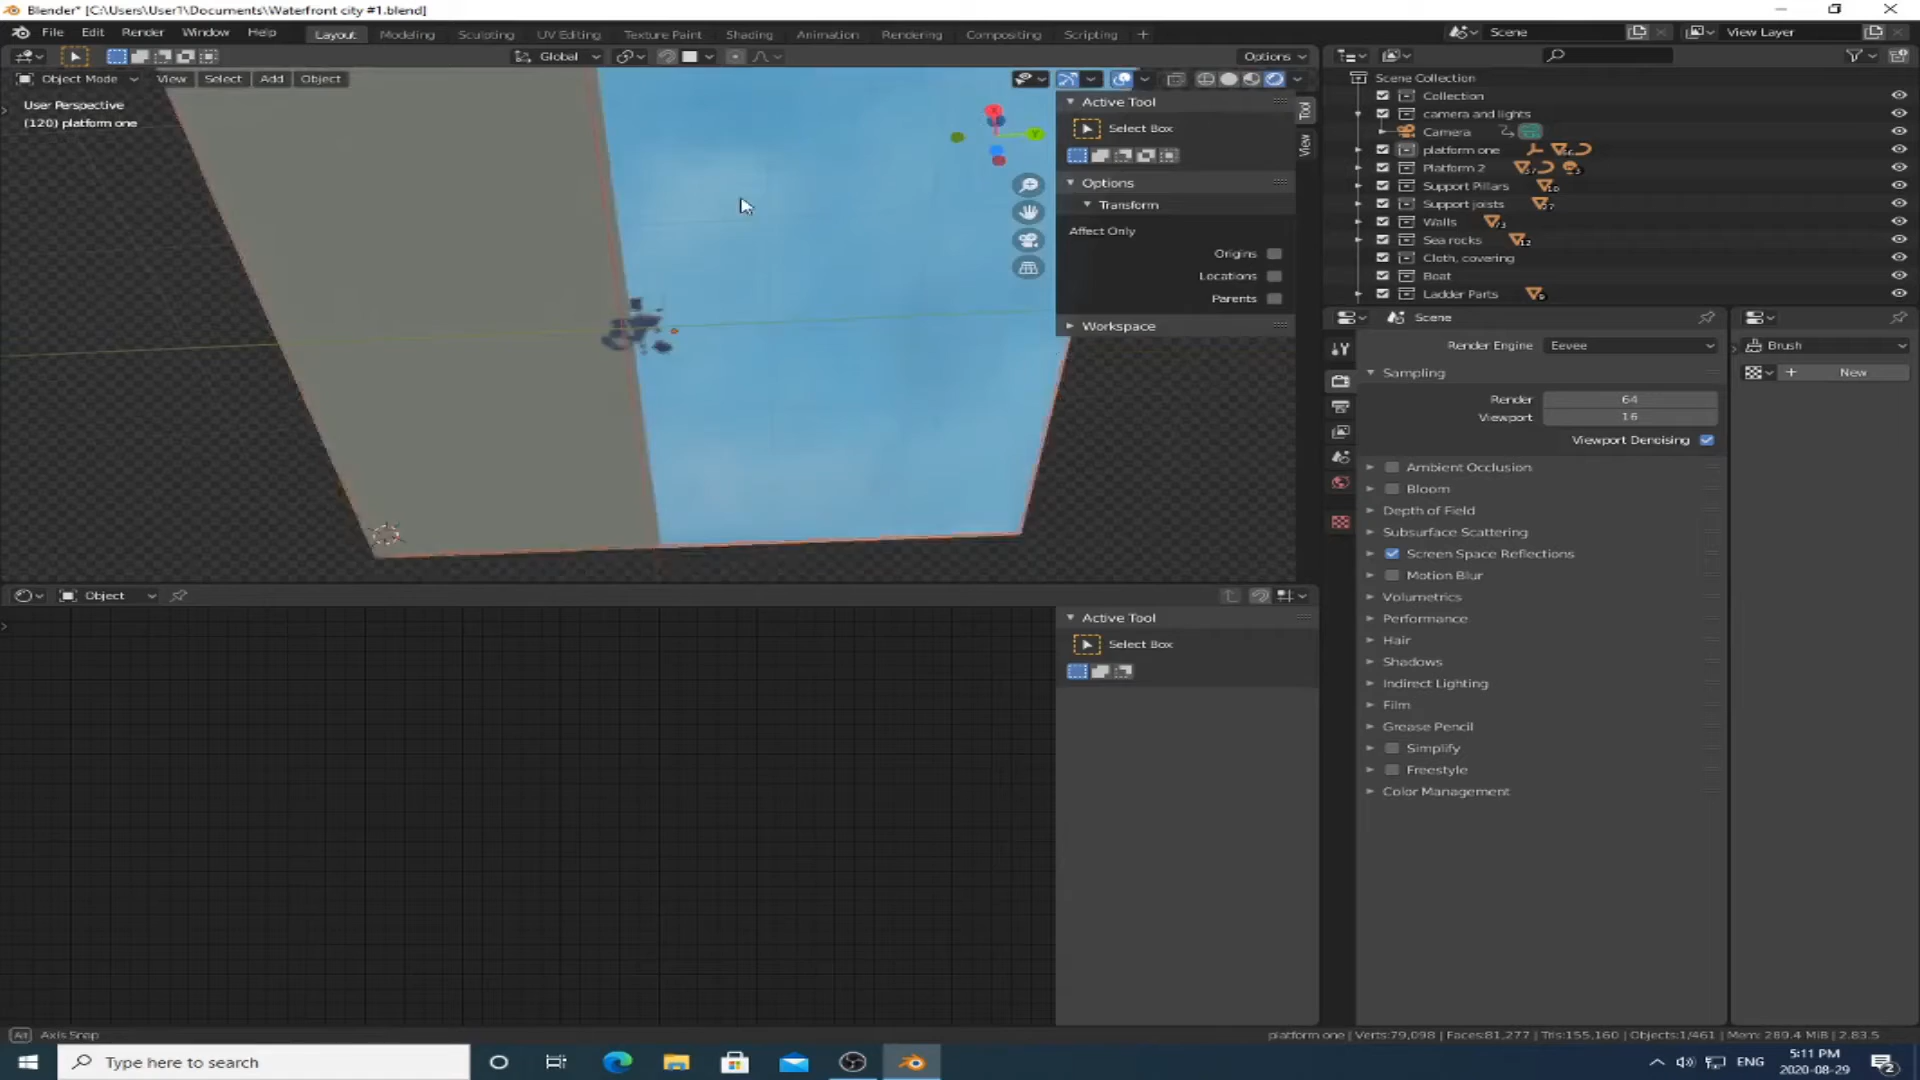 Blender* [C:\Users\User1\Documents\Waterfront city #1.blend]
File Edit Render Window Help
Layout Modeling Sculpting UV Editing Texture Paint Shading Animation Rendering Compositing Scripting +
Scene
View Layer
Global
Options
Object Mode View Select Add Object
User Perspective
(120) platform one
Active Tool
Select Box
Options
Transform
Affect Only
Origins
Locations
Parents
Workspace
Tool
View
Scene Collection
Collection
camera and lights
Camera
platform one
Platform 2
Support Pillars
Support joists
Walls
Sea rocks
Cloth, covering
Boat
Ladder Parts
Scene
Render Engine Eevee
Sampling
Render 64
Viewport 16
Viewport Denoising
Ambient Occlusion
Bloom
Depth of Field
Subsurface Scattering
Screen Space Reflections
Motion Blur
Volumetrics
Performance
Hair
Shadows
Indirect Lighting
Film
Grease Pencil
Simplify
Freestyle
Color Management
Brush
+ New
Object
Active Tool
Select Box
Alt Axis Snap
platform one | Verts:79,098 | Faces:81,277 | Tris:155,160 | Objects:1/461 | Mem: 289.4 MiB | 2.83.5
Type here to search
ENG
5:11 PM
2020-08-29
2